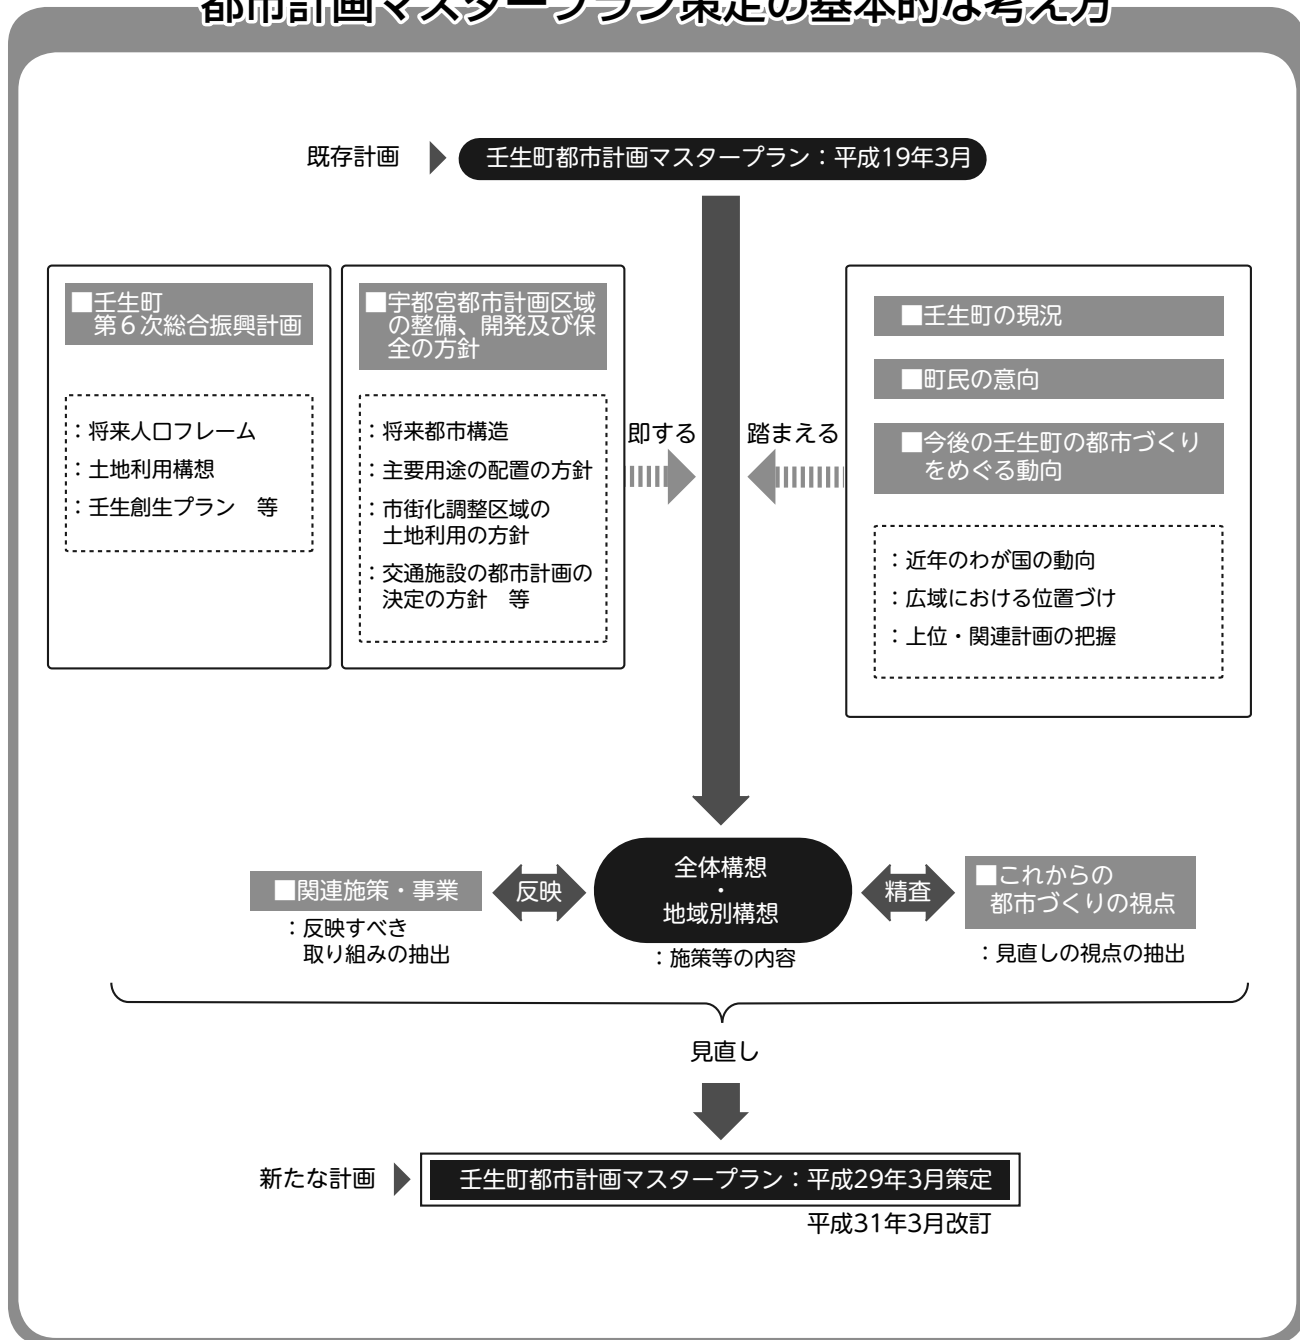 都市計画マスタープラン策定の基本的な考え方
既存計画
壬生町都市計画マスタープラン：平成19年3月
■壬生町
第６次総合振興計画
：将来人口フレーム
：土地利用構想
：壬生創生プラン　等
■宇都宮都市計画区域
の整備、開発及び保
全の方針
：将来都市構造
：主要用途の配置の方針
：市街化調整区域の
土地利用の方針
：交通施設の都市計画の
決定の方針　等
即する
踏まえる
■壬生町の現況
■町民の意向
■今後の壬生町の都市づくり
をめぐる動向
：近年のわが国の動向
：広域における位置づけ
：上位・関連計画の把握
■関連施策・事業
：反映すべき
取り組みの抽出
反映
全体構想
・
地域別構想
：施策等の内容
精査
■これからの
都市づくりの視点
：見直しの視点の抽出
見直し
新たな計画
壬生町都市計画マスタープラン：平成29年3月策定
平成31年3月改訂